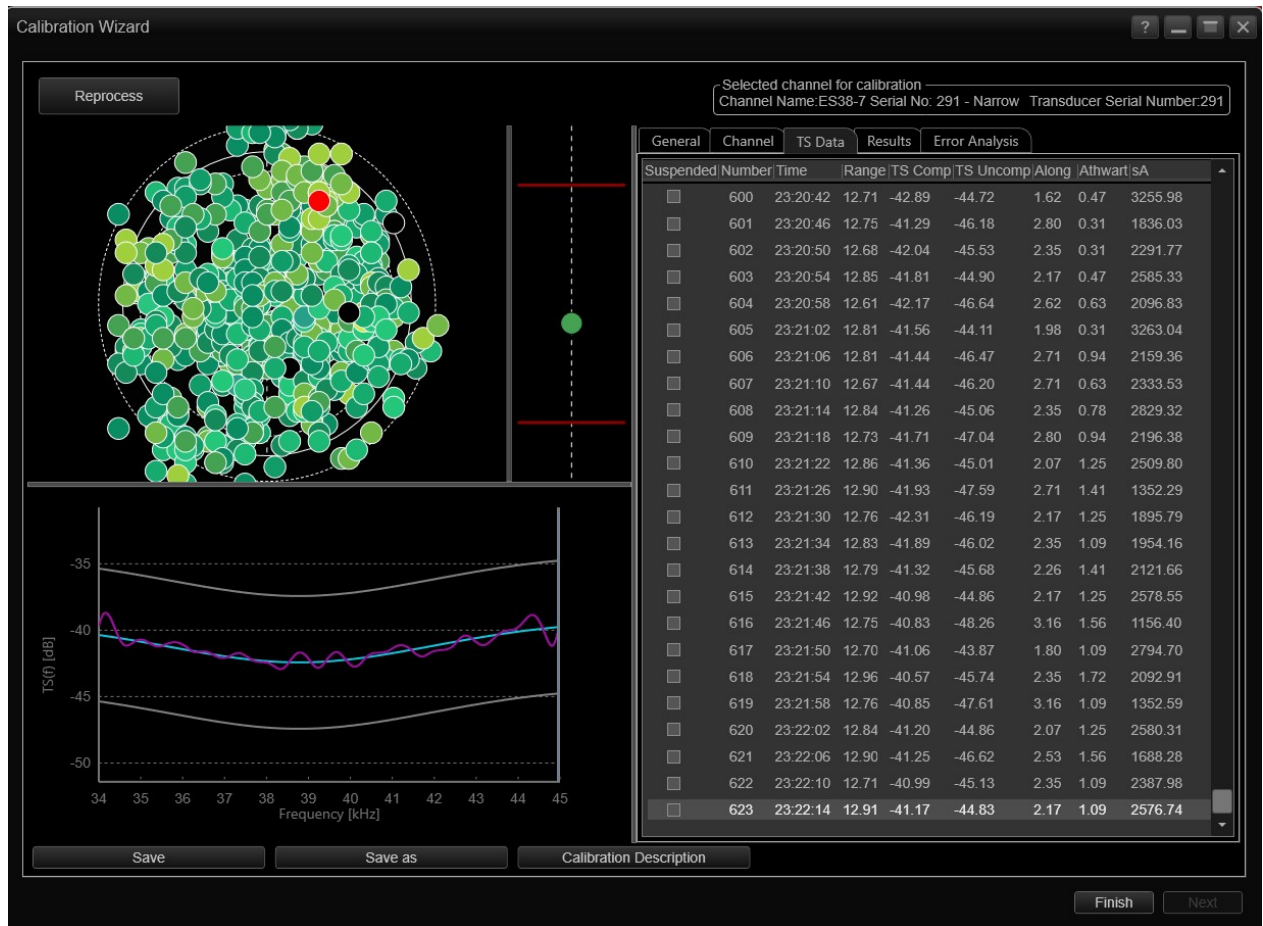 Calibration Wizard
?
Reprocess
Selected channel for calibration
Channel Name:ES38-7 Serial No: 291 - Narrow Transducer Serial Number:291
General Channel TS Data Results Error Analysis
Suspended Number Time Range TS Comp TS Uncomp Along Athwart sA
600 23:20:42 12.71 -42.89 -44.72 1.62 0.47 3255.98
601 23:20:46 12.75 -41.29 -46.18 2.80 0.31 1836.03
602 23:20:50 12.68 -42.04 -45.53 2.35 0.31 2291.77
603 23:20:54 12.85 -41.81 -44.90 2.17 0.47 2585.33
604 23:20:58 12.61 -42.17 -46.64 2.62 0.63 2096.83
605 23:21:02 12.81 -41.56 -44.11 1.98 0.31 3263.04
606 23:21:06 12.81 -41.44 -46.47 2.71 0.94 2159.36
607 23:21:10 12.67 -41.44 -46.20 2.71 0.63 2333.53
608 23:21:14 12.84 -41.26 -45.06 2.35 0.78 2829.32
609 23:21:18 12.73 -41.71 -47.04 2.80 0.94 2196.38
610 23:21:22 12.86 -41.36 -45.01 2.07 1.25 2509.80
611 23:21:26 12.90 -41.93 -47.59 2.71 1.41 1352.29
612 23:21:30 12.76 -42.31 -46.19 2.17 1.25 1895.79
613 23:21:34 12.83 -41.89 -46.02 2.35 1.09 1954.16
614 23:21:38 12.79 -41.32 -45.68 2.26 1.41 2121.66
615 23:21:42 12.92 -40.98 -44.86 2.17 1.25 2578.55
616 23:21:46 12.75 -40.83 -48.26 3.16 1.56 1156.40
617 23:21:50 12.70 -41.06 -43.87 1.80 1.09 2794.70
618 23:21:54 12.96 -40.57 -45.74 2.35 1.72 2092.91
619 23:21:58 12.76 -40.85 -47.61 3.16 1.09 1352.59
620 23:22:02 12.84 -41.20 -44.86 2.07 1.25 2580.31
621 23:22:06 12.90 -41.25 -46.62 2.53 1.56 1688.28
622 23:22:10 12.71 -40.99 -45.13 2.35 1.09 2387.98
623 23:22:14 12.91 -41.17 -44.83 2.17 1.09 2576.74
TS(f) [dB]
-35
-40
-45
-50
34 35 36 37 38 39 40 41 42 43 44 45
Frequency [kHz]
Save Save as Calibration Description
Finish Next